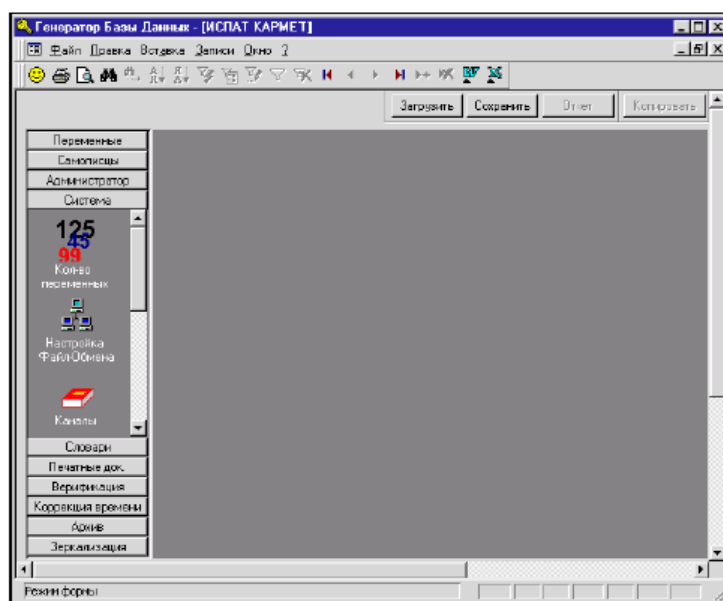 Генератор Базы Данных - [ИСПАТ КАРМЕТ]
Файл Правка Вставка Записи Окно ?
Загрузить Сохранить Отчет Копировать
Переменные
Самописцы
Администратор
Система
125
45
99
Кол-во
переменных
Настройка
Файл-Обмена
Каналы
Словари
Печатные док.
Верификация
Коррекция времени
Архив
Зеркализация
Режим формы